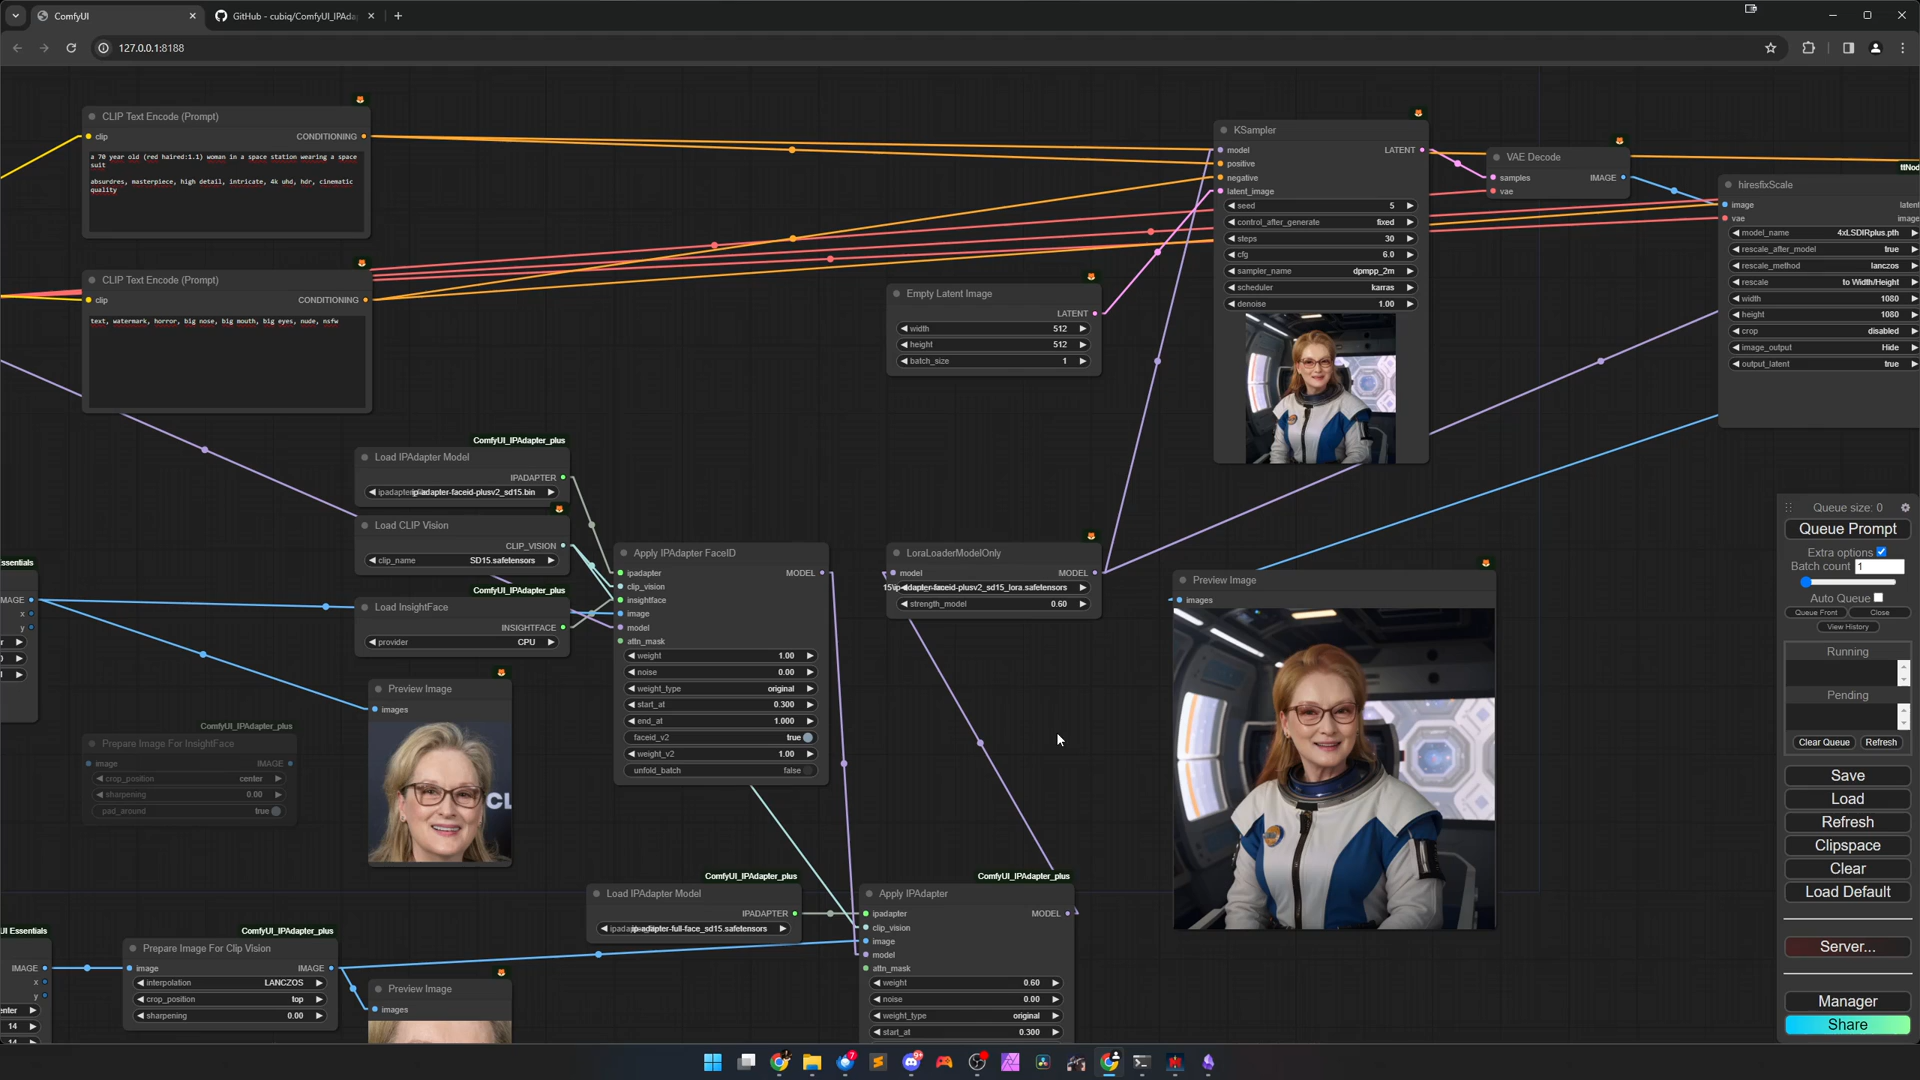 ComfyUI
GitHub - cubiq/ComfyUI_IPAda
127.0.0.1:8188
CLIP Text Encode (Prompt)
clip
CONDITIONING
a 70 year old (red haired:1.1) woman in a space station wearing a space
suit
absurdres, masterpiece, high detail, intricate, 4k uhd, hdr, cinematic
quality
CLIP Text Encode (Prompt)
clip
CONDITIONING
text, watermark, horror, big nose, big mouth, big eyes, nude, nsfw
KSampler
model
LATENT
positive
negative
latent_image
seed
5
control_after_generate
fixed
steps
30
cfg
6.0
sampler_name
dpmpp_2m
scheduler
karras
denoise
1.00
VAE Decode
samples
IMAGE
vae
ttNod
hiresfixScale
image
latent
vae
image
model_name
4xLSDIRplus.pth
rescale_after_model
true
rescale_method
lanczos
rescale
to Width/Height
width
1080
height
1080
crop
disabled
image_output
Hide
output_latent
true
Empty Latent Image
LATENT
width
512
height
512
batch_size
1
ComfyUI_IPAdapter_plus
Load IPAdapter Model
IPADAPTER
ip-adapter-faceid-plusv2_sd15.bin
Load CLIP Vision
CLIP_VISION
clip_name
SD15.safetensors
ComfyUI_IPAdapter_plus
Load InsightFace
INSIGHTFACE
provider
CPU
Preview Image
images
ComfyUI_IPAdapter_plus
Prepare Image For InsightFace
image
IMAGE
crop_position
center
sharpening
0.00
pad_around
true
Apply IPAdapter FaceID
ipadapter
MODEL
clip_vision
insightface
image
model
attn_mask
weight
1.00
noise
0.00
weight_type
original
start_at
0.300
end_at
1.000
faceid_v2
true
weight_v2
1.00
unfold_batch
false
LoraLoaderModelOnly
model
MODEL
15\ip-adapter-faceid-plusv2_sd15_lora.safetensors
strength_model
0.60
Preview Image
images
ComfyUI_IPAdapter_plus
Load IPAdapter Model
IPADAPTER
ip-adapter-full-face_sd15.safetensors
ComfyUI_IPAdapter_plus
Apply IPAdapter
ipadapter
MODEL
clip_vision
image
model
attn_mask
weight
0.60
noise
0.00
weight_type
original
start_at
0.300
ssentials
MAGE
x
y
UI Essentials
IMAGE
x
y
enter
14
14
ComfyUI_IPAdapter_plus
Prepare Image For Clip Vision
image
IMAGE
interpolation
LANCZOS
crop_position
top
sharpening
0.00
Preview Image
images
Queue size: 0
Queue Prompt
Extra options
Batch count
1
Auto Queue
Queue Front
Close
View History
Running
Pending
Clear Queue
Refresh
Save
Load
Refresh
Clipspace
Clear
Load Default
Server...
Manager
Share